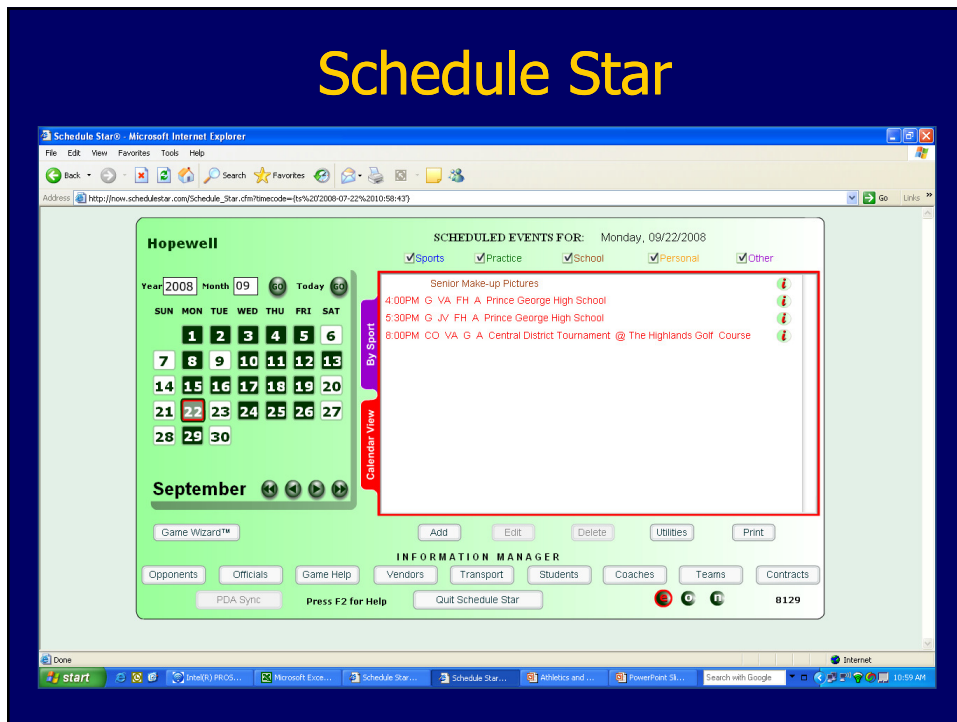 Schedule Star
Schedule Star® - Microsoft Internet Explorer
File Edit View Favorites Tools Help
Back Search Favorites
Address http://now.schedulestar.com/Schedule_Star.cfm?timecode={ts%20'2008-07-22%2010:58:43'} Go Links »
Hopewell
SCHEDULED EVENTS FOR: Monday, 09/22/2008
Sports Practice School Personal Other
Year 2008 Month 09 GO Today GO
SUN MON TUE WED THU FRI SAT
1 2 3 4 5 6
7 8 9 10 11 12 13
14 15 16 17 18 19 20
21 22 23 24 25 26 27
28 29 30
September
By Sport
Calendar View
Senior Make-up Pictures i
4:00PM G VA FH A Prince George High School i
5:30PM G JV FH A Prince George High School i
8:00PM CO VA G A Central District Tournament @ The Highlands Golf Course i
Game Wizard™ Add Edit Delete Utilities Print
INFORMATION MANAGER
Opponents Officials Game Help Vendors Transport Students Coaches Teams Contracts
PDA Sync Press F2 for Help Quit Schedule Star e o n 8129
Done Internet
start Intel(R) PROS... Microsoft Exce... Schedule Star... Schedule Star... Athletics and ... PowerPoint Sli... Search with Google 10:59 AM